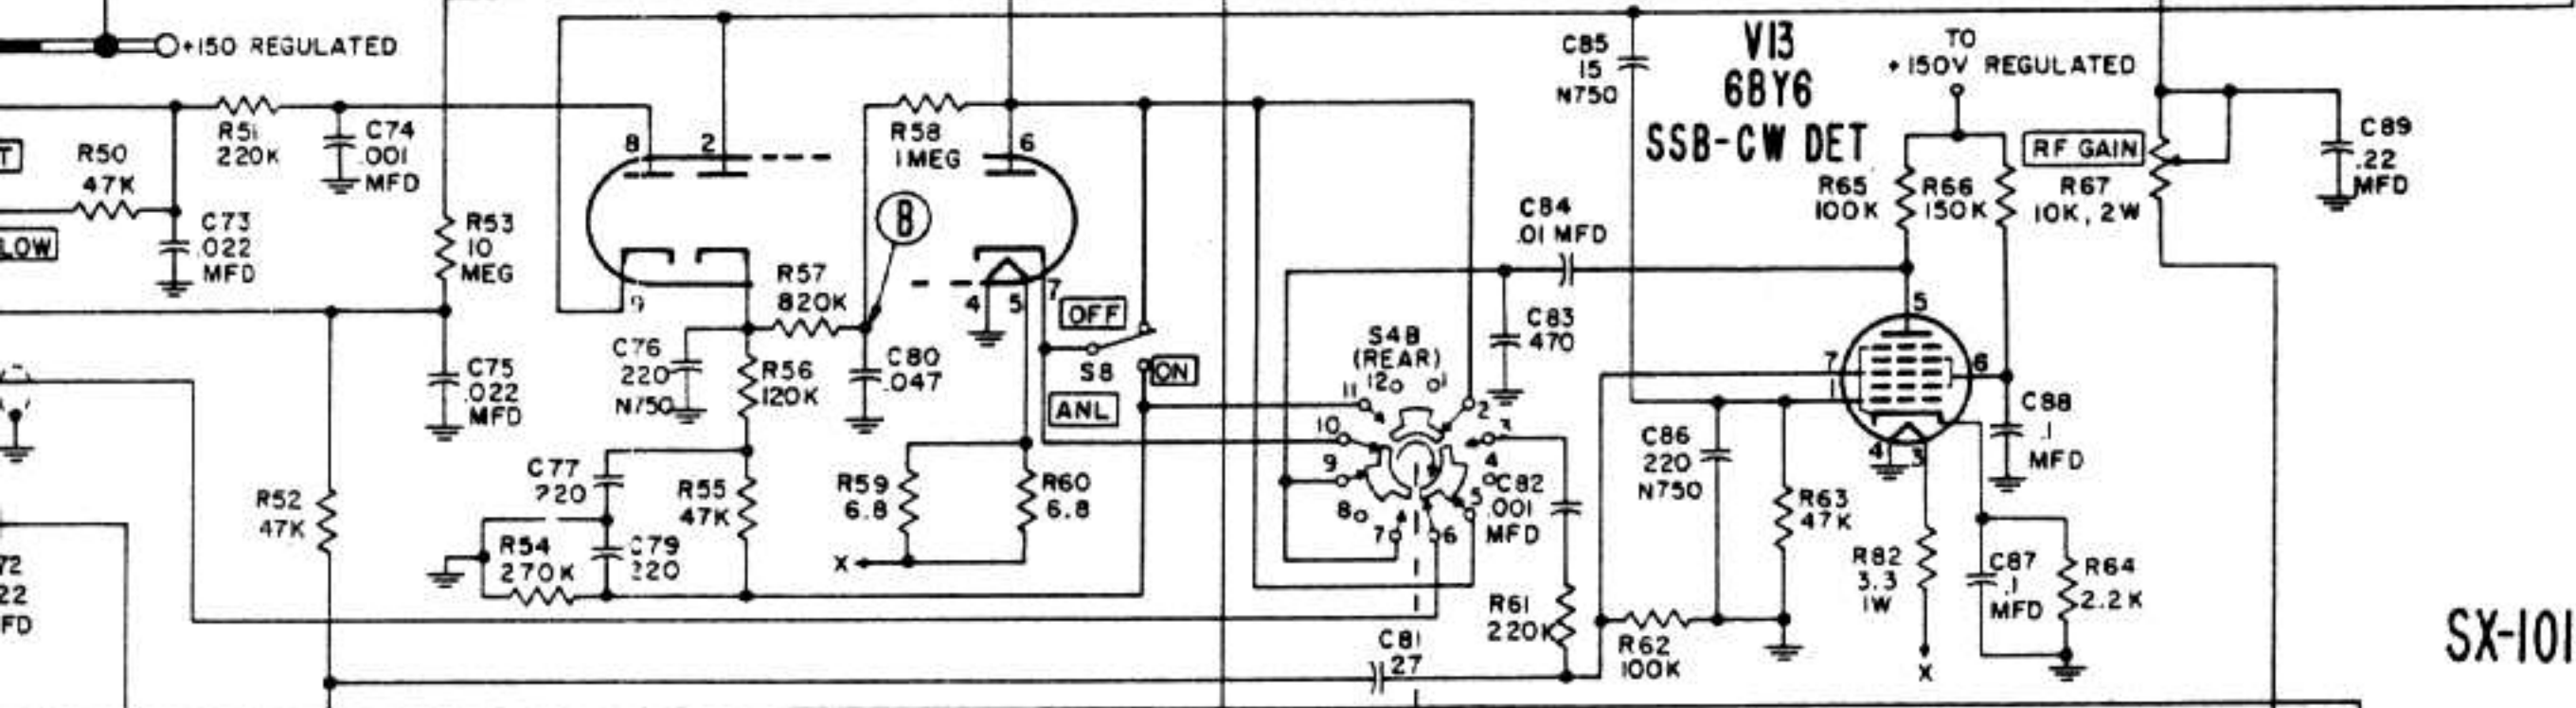 +150 REGULATED
T
R50
47K
LOW
R51
220K
C74
.001
MFD
C73
.022
MFD
R53
10
MEG
C75
.022
MFD
R52
47K
72
22
FD
8
2
9
R57
820K
C76
220
N750
R56
120K
C77
220
R55
47K
R54
270K
C79
220
R58
1MEG
B
C80
.047
6
4
5
7
OFF
S8
ON
ANL
R59
6.8
R60
6.8
X
C85
15
N750
V13
6BY6
SSB-CW DET
TO
+150V REGULATED
C84
.01 MFD
C83
470
S4B
(REAR)
11
12
1
10
2
9
3
4
8
5
7
6
C82
.001
MFD
R61
220K
C81
27
R62
100K
C86
220
N750
R63
47K
R65
100K
R66
150K
RF GAIN
R67
10K, 2W
C89
.22
MFD
5
7
1
6
4
3
C88
.1
MFD
R82
3.3
1W
X
C87
.1
MFD
R64
2.2K
SX-101